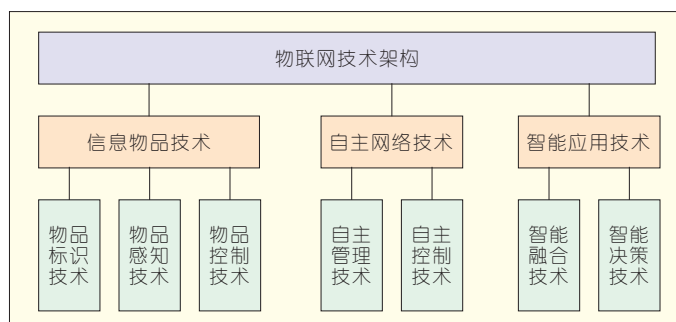 物联网技术架构
信息物品技术
自主网络技术
智能应用技术
物品
标识
技术
物品
感知
技术
物品
控制
技术
自主
管理
技术
自主
控制
技术
智能
融合
技术
智能
决策
技术